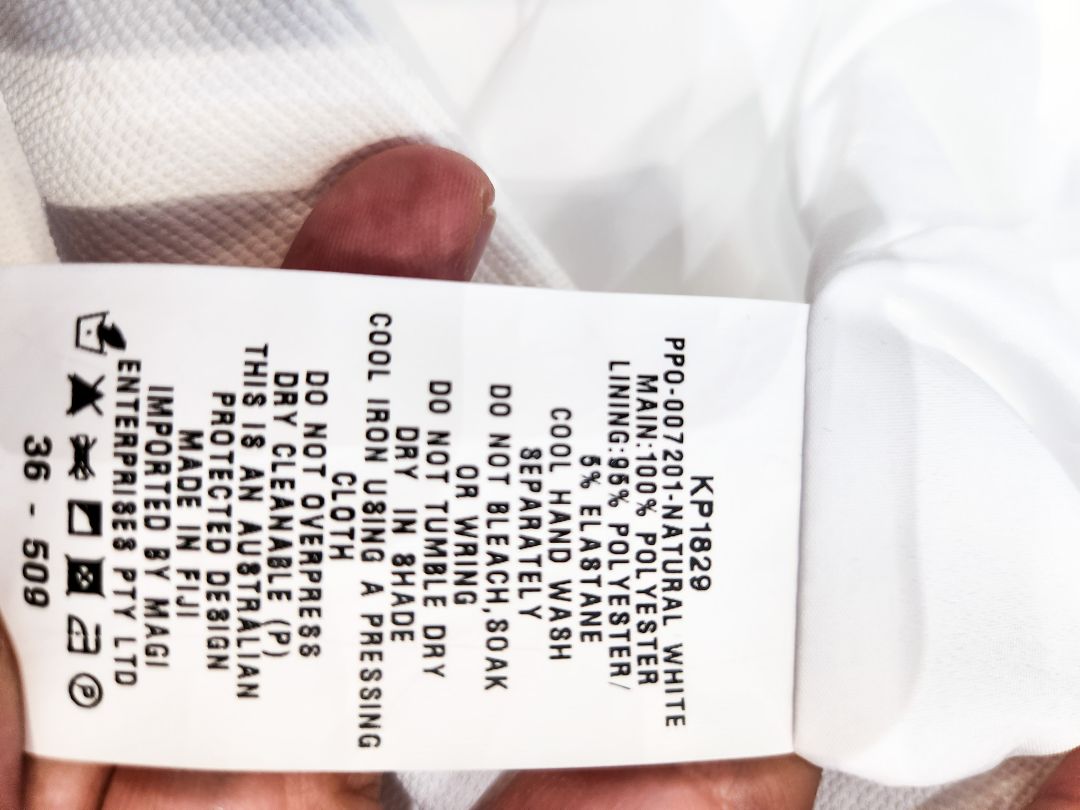 KP1829
PPO-007201-NATURAL WHITE
MAIN:100% POLYESTER
LINING:95% POLYESTER/
5% ELASTANE
COOL HAND WASH
SEPARATELY
DO NOT BLEACH,SOAK
OR WRING
DO NOT TUMBLE DRY
DRY IN SHADE
COOL IRON USING A PRESSING
CLOTH
DO NOT OVERPRESS
DRY CLEANABLE (P)
THIS IS AN AUSTRALIAN
PROTECTED DESIGN
MADE IN FIJI
IMPORTED BY MAGI
ENTERPRISES PTY LTD
P
36 - 509